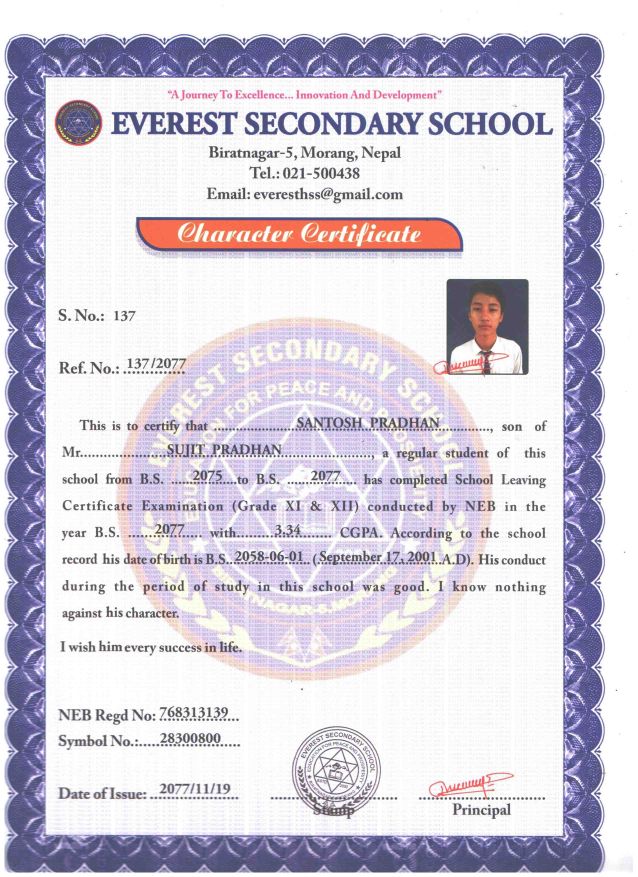 "A Journey To Excellence... Innovation And Development"
EVEREST SECONDARY SCHOOL
Biratnagar-5, Morang, Nepal
Tel.: 021-500438
Email: everesthss@gmail.com
Character Certificate
S. No.: 137
Ref. No.: 137/2077
This is to certify that SANTOSH PRADHAN, son of
Mr. SUJIT PRADHAN, a regular student of this
school from B.S. 2075 to B.S. 2077 has completed School Leaving
Certificate Examination (Grade XI & XII) conducted by NEB in the
year B.S. 2077 with 3.34 CGPA. According to the school
record his date of birth is B.S. 2058-06-01 (September 17, 2001 A.D). His conduct
during the period of study in this school was good. I know nothing
against his character.
I wish him every success in life.
NEB Regd No: 768313139
Symbol No.: 28300800
Date of Issue: 2077/11/19
EVEREST SECONDARY SCHOOL
Stamp
Principal